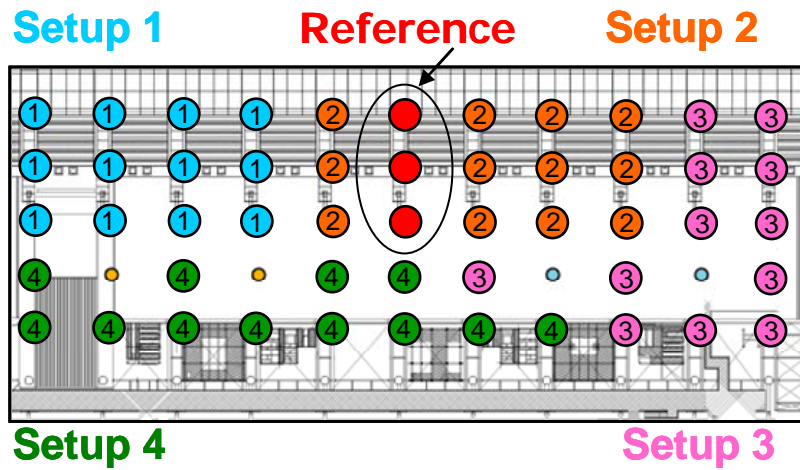 Setup 1 Reference Setup 2
1 1 1 1 2 2 2 2 3 3
1 1 1 1 2 2 2 2 3 3
1 1 1 1 2 2 2 2 3 3
4 4 4 4 3 3 3
4 4 4 4 4 4 4 4 3 3 3
Setup 4 Setup 3